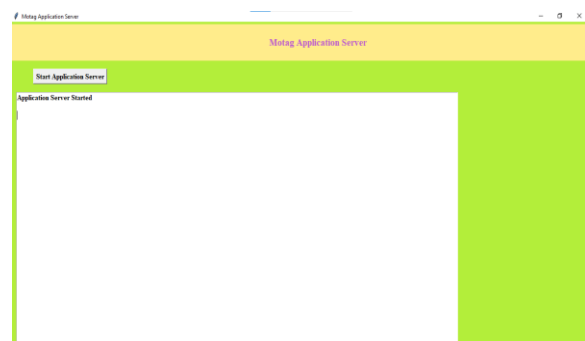 Motag Application Server
Motag Application Server
Start Application Server
Application Server Started